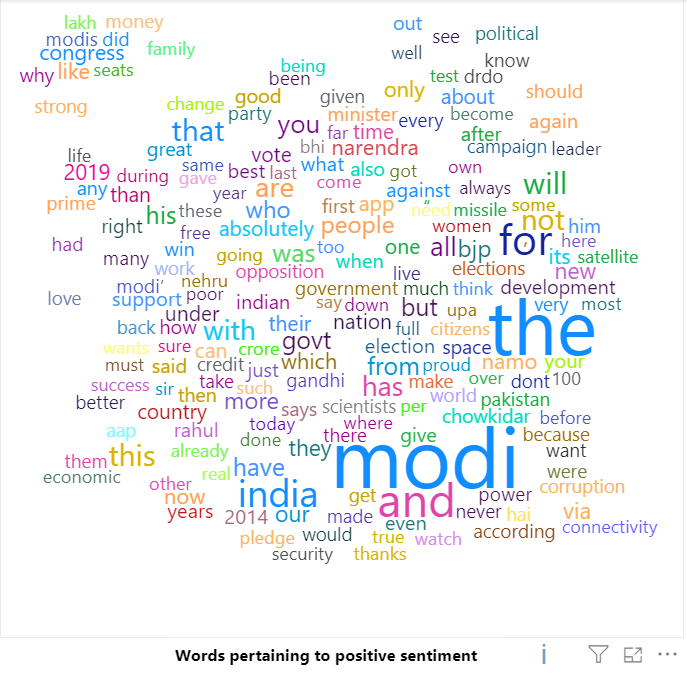 lakh money out
modis did see political
congress family well know
why like seats being been test drdo
strong change good given only about should
party minister every become again
that you far time after
great bhi narendra campaign leader
life same vote what also got own
2019 during gave best last come against always will
any than year are
prime his these who first app need missile some not
right free absolutely people women for , him
had many win going was too one all bjp here its satellite
work opposition when live elections new
modi’ nehru government much think development
love support poor indian say down but upa very most the
under their nation
back how with full citizens
wants sure crore govt election space
must said can credit just which from proud namo your
success sir take such gandhi has make over dont 100
better then more world pakistan
country says scientists per chowkidar before
aap rahul today where give because
this already done they there modi want
them have were
economic other real
now india get and power corruption
years 2014 our made never hai via
even according connectivity
pledge would true watch
security thanks
Words pertaining to positive sentiment i